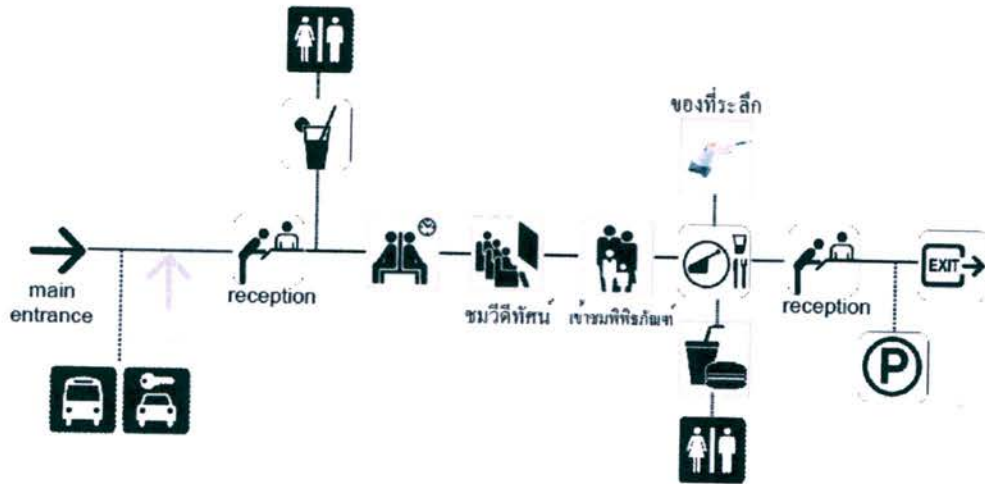 ของที่ระลึก
main
entrance
reception
ชมวีดีทัศน์
เข้าชมพิพิธภัณฑ์
reception
EXIT
P